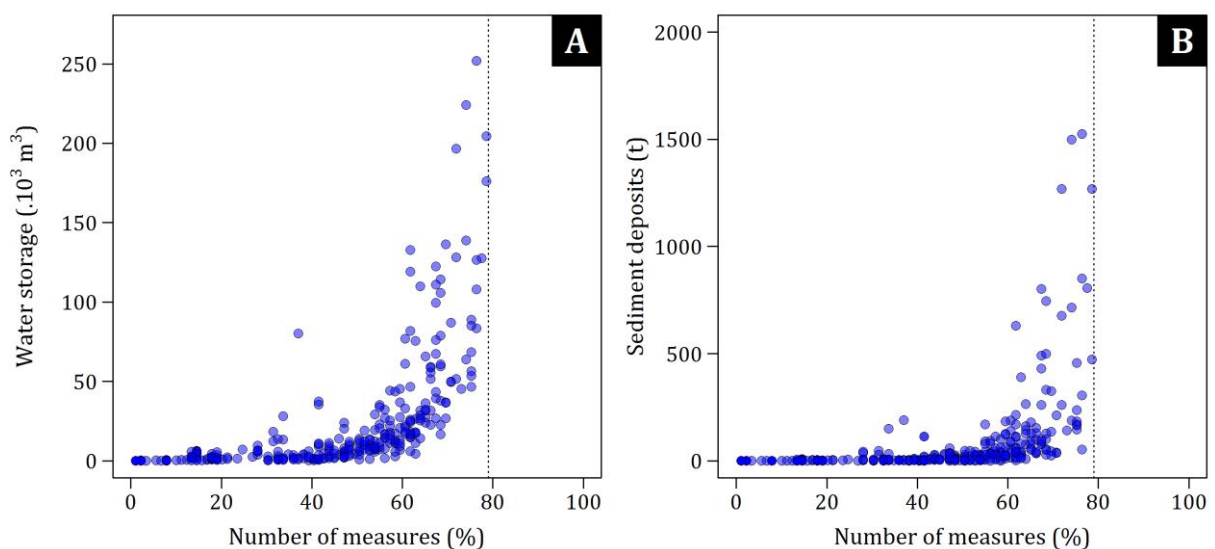 A
Water storage (.10³ m³)
250
200
150
100
50
0
0 20 40 60 80 100
Number of measures (%)
B
Sediment deposits (t)
2000
1500
1000
500
0
0 20 40 60 80 100
Number of measures (%)